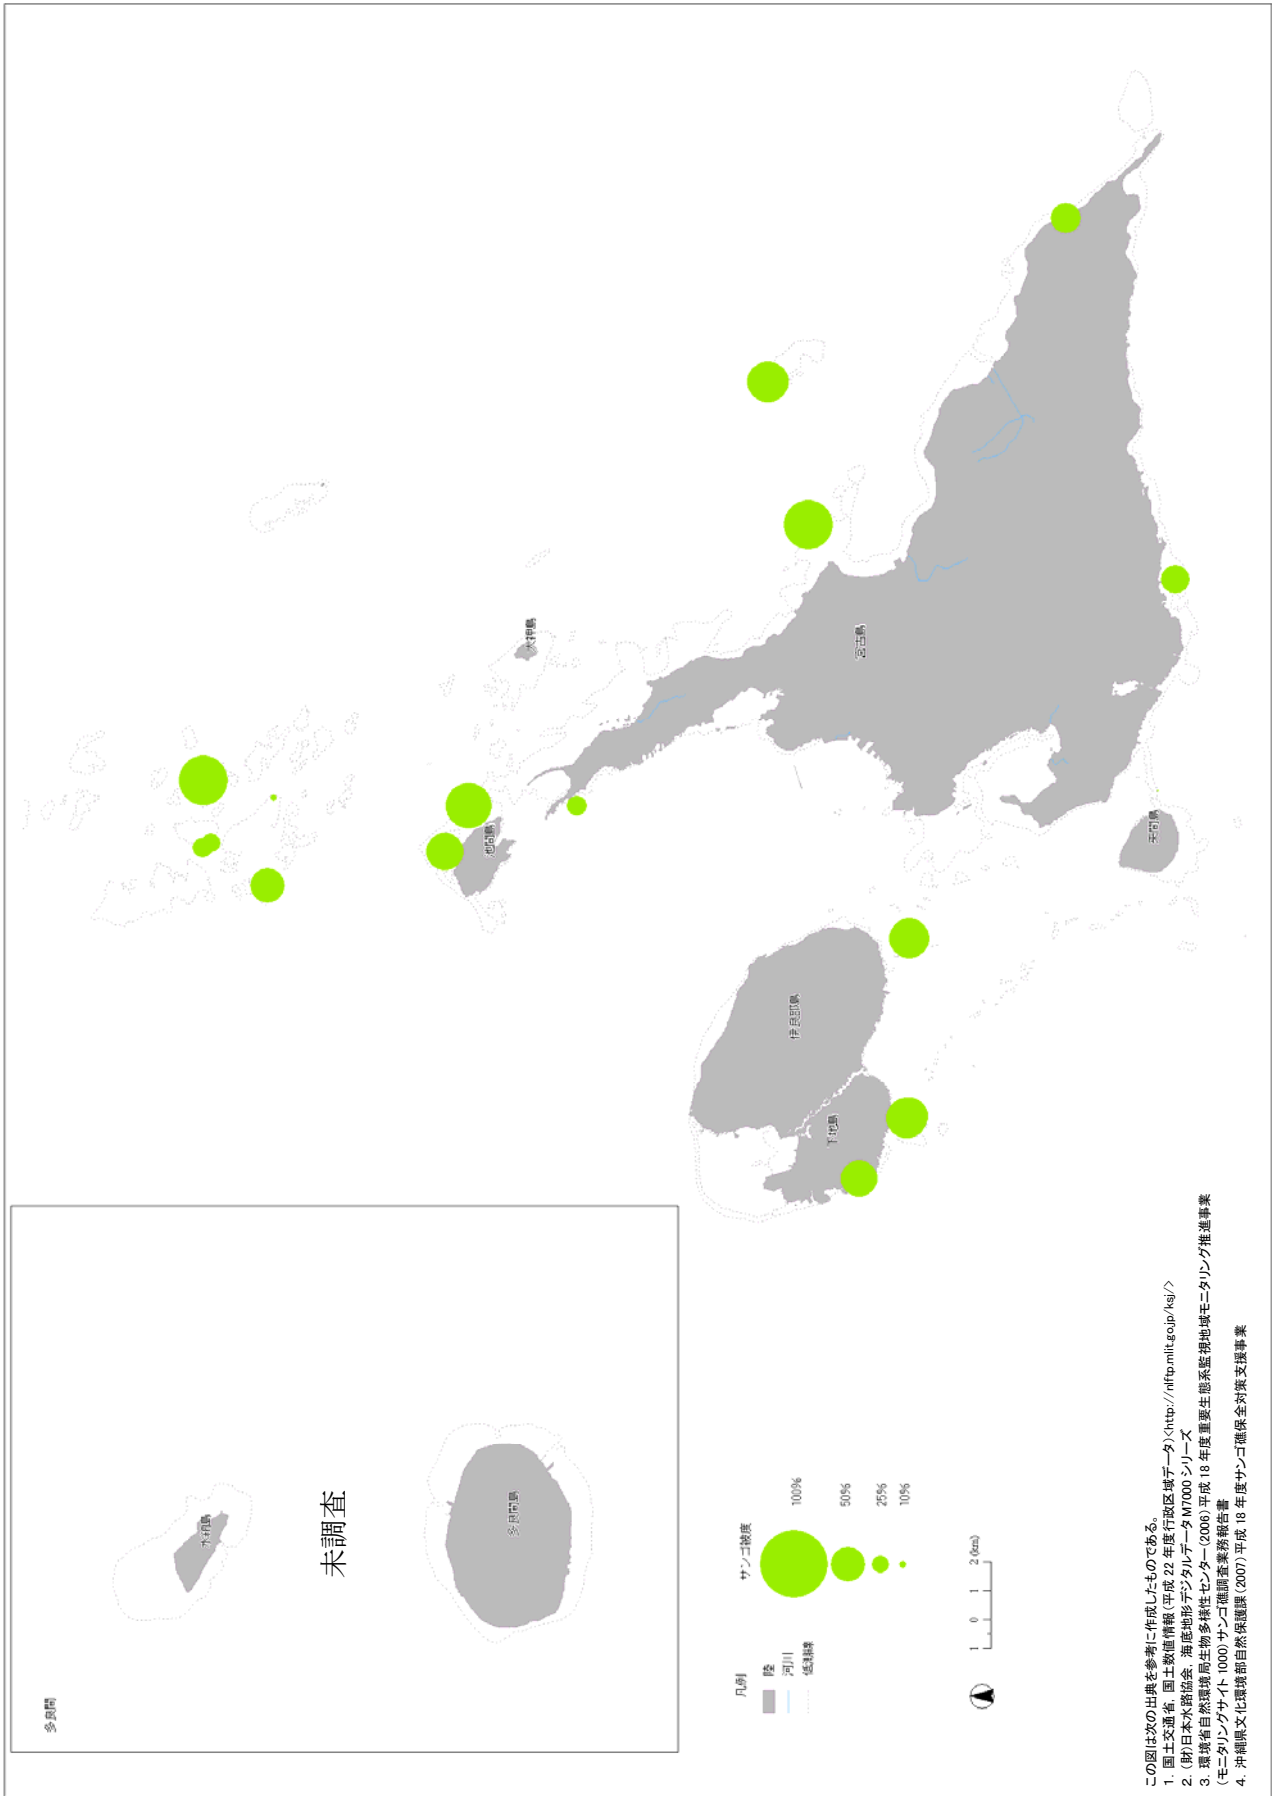 多良間
水納島
未調査
多良間島
池間島
大神島
宮古島
伊良部島
下地島
来間島
凡例
陸
河川
低潮線
サンゴ被度
100%
50%
25%
10%
1 0 1 2 (km)
この図は次の出典を参考に作成したものである。
1. 国土交通省. 国土数値情報(平成 22 年度行政区域データ)<http://nlftp.mlit.go.jp/ksj/>
2. (財)日本水路協会. 海底地形デジタルデータ M7000 シリーズ
3. 環境省自然環境局生物多様性センター(2006)平成 18 年度重要生態系監視地域モニタリング推進事業
(モニタリングサイト 1000)サンゴ礁調査業務報告書
4. 沖縄県文化環境部自然保護課(2007)平成 18 年度サンゴ礁保全対策支援事業